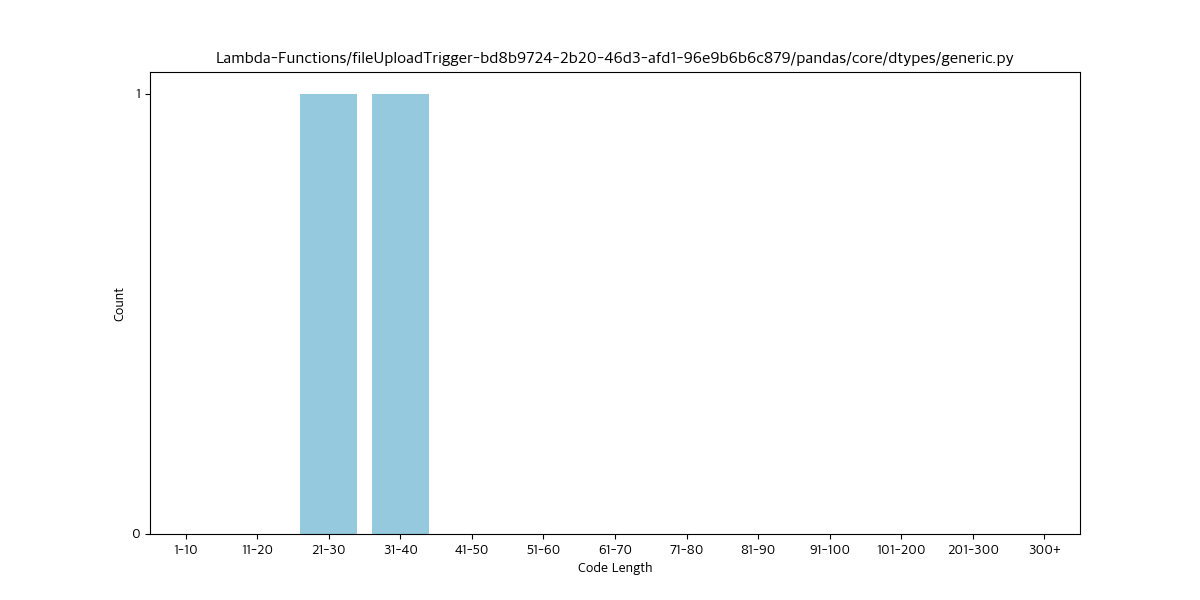 Lambda-Functions/fileUploadTrigger-bd8b9724-2b20-46d3-afd1-96e9b6b6c879/pandas/core/dtypes/generic.py
1
Count
0
1-10 11-20 21-30 31-40 41-50 51-60 61-70 71-80 81-90 91-100 101-200 201-300 300+
Code Length